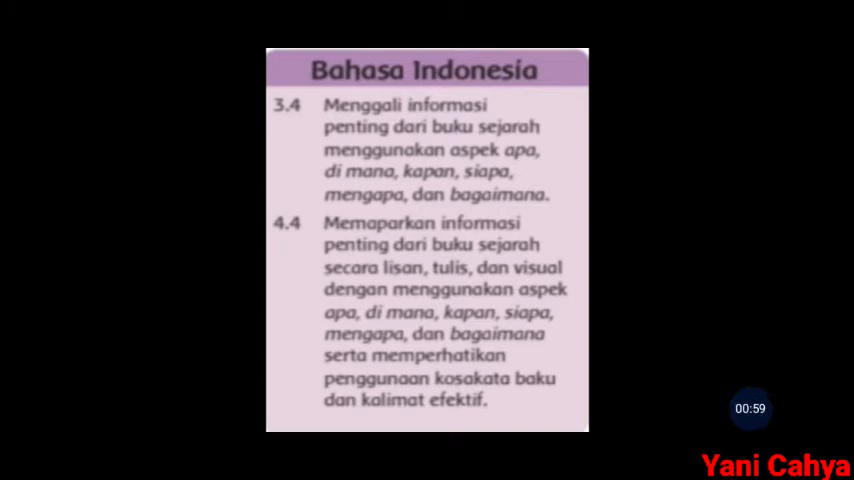 Bahasa Indonesia
3.4 Menggali informasi
penting dari buku sejarah
menggunakan aspek apa,
di mana, kapan, siapa,
mengapa, dan bagaimana.
4.4 Memaparkan informasi
penting dari buku sejarah
secara lisan, tulis, dan visual
dengan menggunakan aspek
apa, di mana, kapan, siapa,
mengapa, dan bagaimana
serta memperhatikan
penggunaan kosakata baku
dan kalimat efektif.
00:59
Yani Cahya